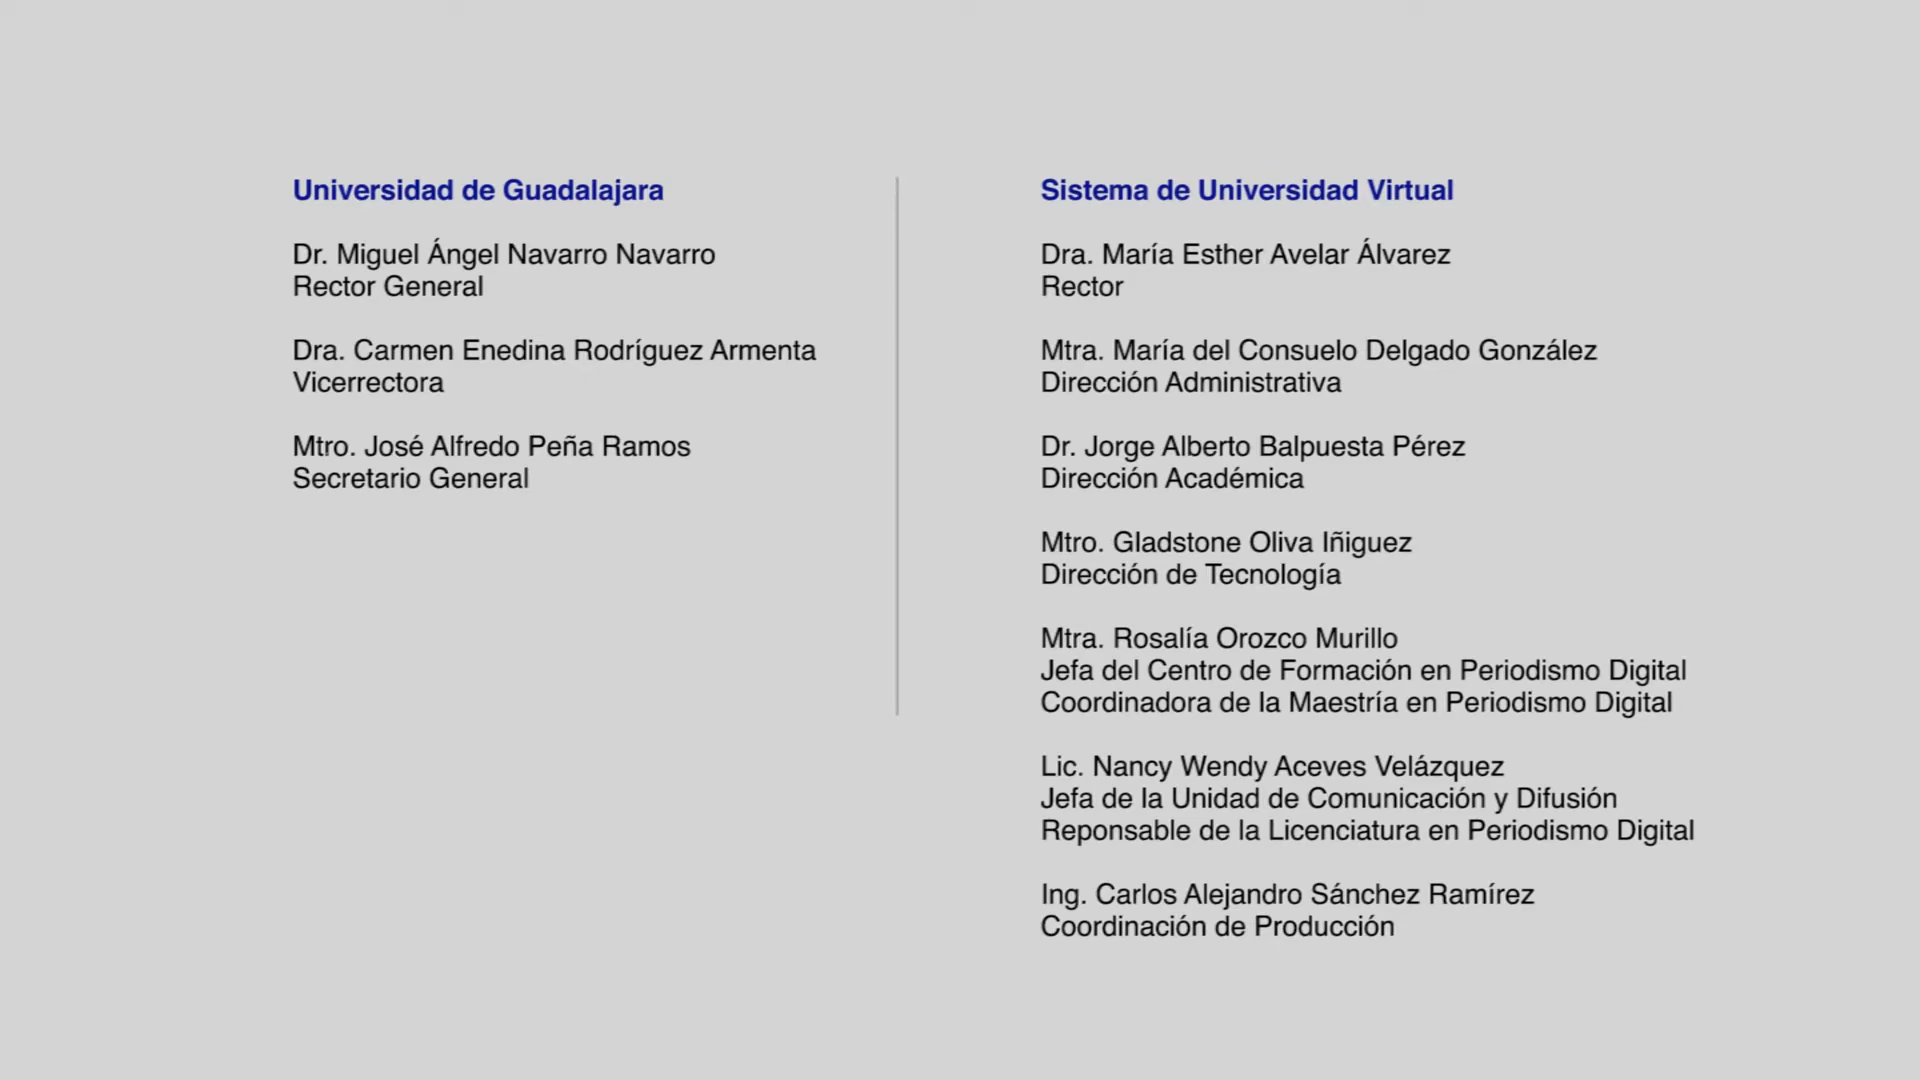 Universidad de Guadalajara
Dr. Miguel Ángel Navarro Navarro
Rector General
Dra. Carmen Enedina Rodríguez Armenta
Vicerrectora
Mtro. José Alfredo Peña Ramos
Secretario General
Sistema de Universidad Virtual
Dra. María Esther Avelar Álvarez
Rector
Mtra. María del Consuelo Delgado González
Dirección Administrativa
Dr. Jorge Alberto Balpuesta Pérez
Dirección Académica
Mtro. Gladstone Oliva Iñiguez
Dirección de Tecnología
Mtra. Rosalía Orozco Murillo
Jefa del Centro de Formación en Periodismo Digital
Coordinadora de la Maestría en Periodismo Digital
Lic. Nancy Wendy Aceves Velázquez
Jefa de la Unidad de Comunicación y Difusión
Reponsable de la Licenciatura en Periodismo Digital
Ing. Carlos Alejandro Sánchez Ramírez
Coordinación de Producción